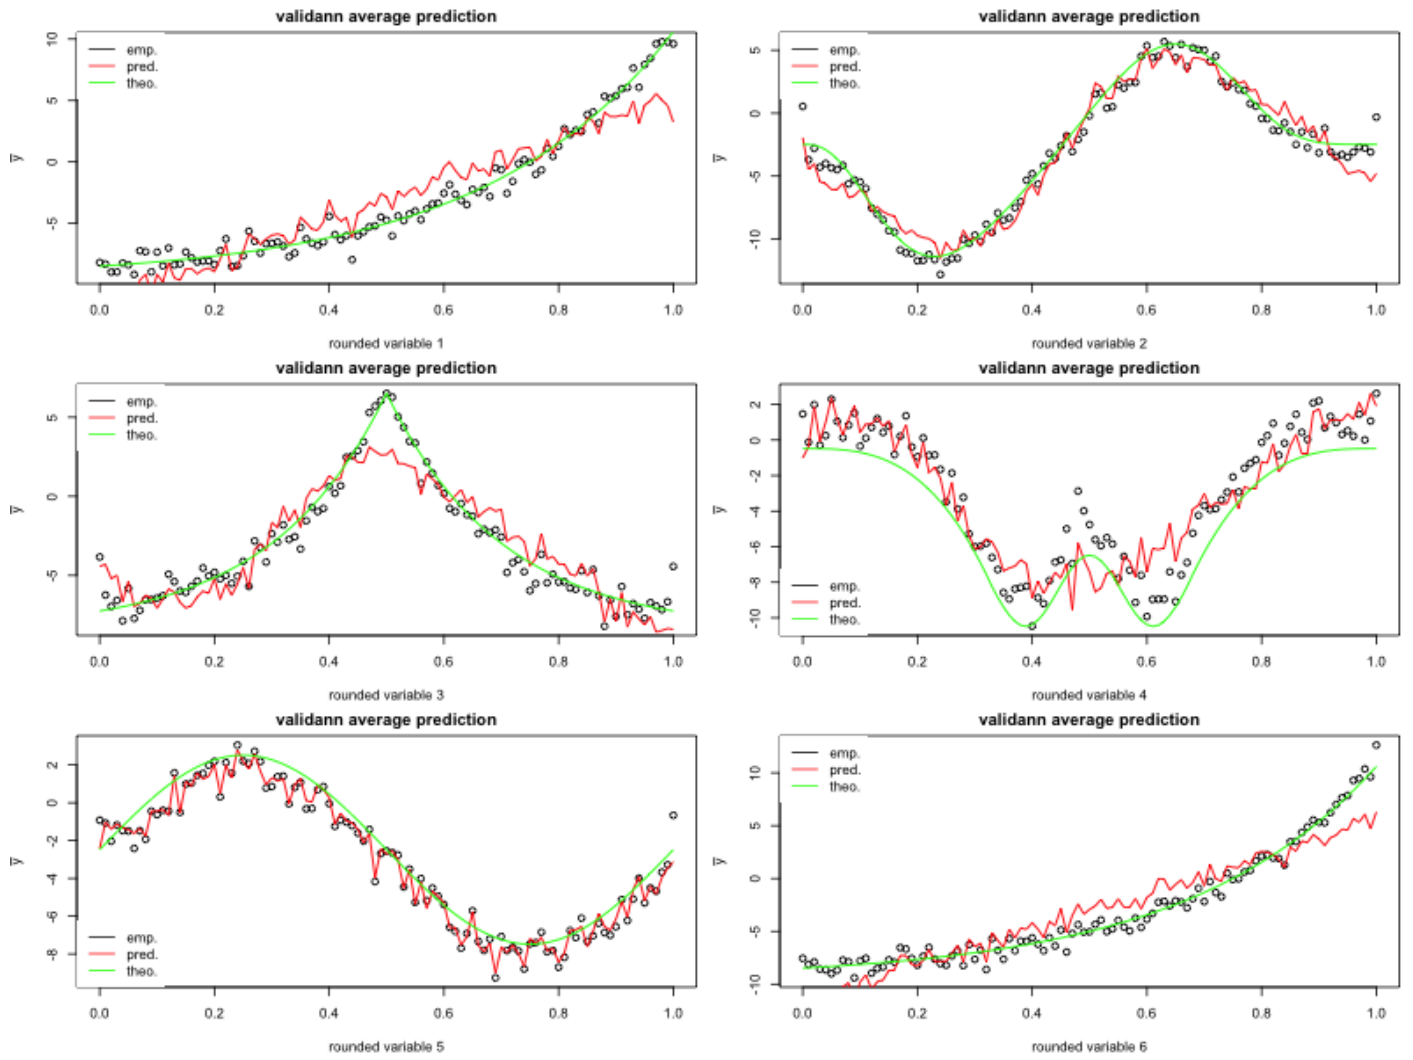 validann average prediction
emp.
pred.
theo.
10
5
0
-5
y
0.0 0.2 0.4 0.6 0.8 1.0
rounded variable 1
validann average prediction
emp.
pred.
theo.
5
0
-5
-10
y
0.0 0.2 0.4 0.6 0.8 1.0
rounded variable 2
validann average prediction
emp.
pred.
theo.
5
0
-5
y
0.0 0.2 0.4 0.6 0.8 1.0
rounded variable 3
validann average prediction
2
0
-2
-4
-6
-8
-10
y
emp.
pred.
theo.
0.0 0.2 0.4 0.6 0.8 1.0
rounded variable 4
validann average prediction
2
0
-2
-4
-6
-8
y
emp.
pred.
theo.
0.0 0.2 0.4 0.6 0.8 1.0
rounded variable 5
validann average prediction
emp.
pred.
theo.
10
5
0
-5
-10
y
0.0 0.2 0.4 0.6 0.8 1.0
rounded variable 6